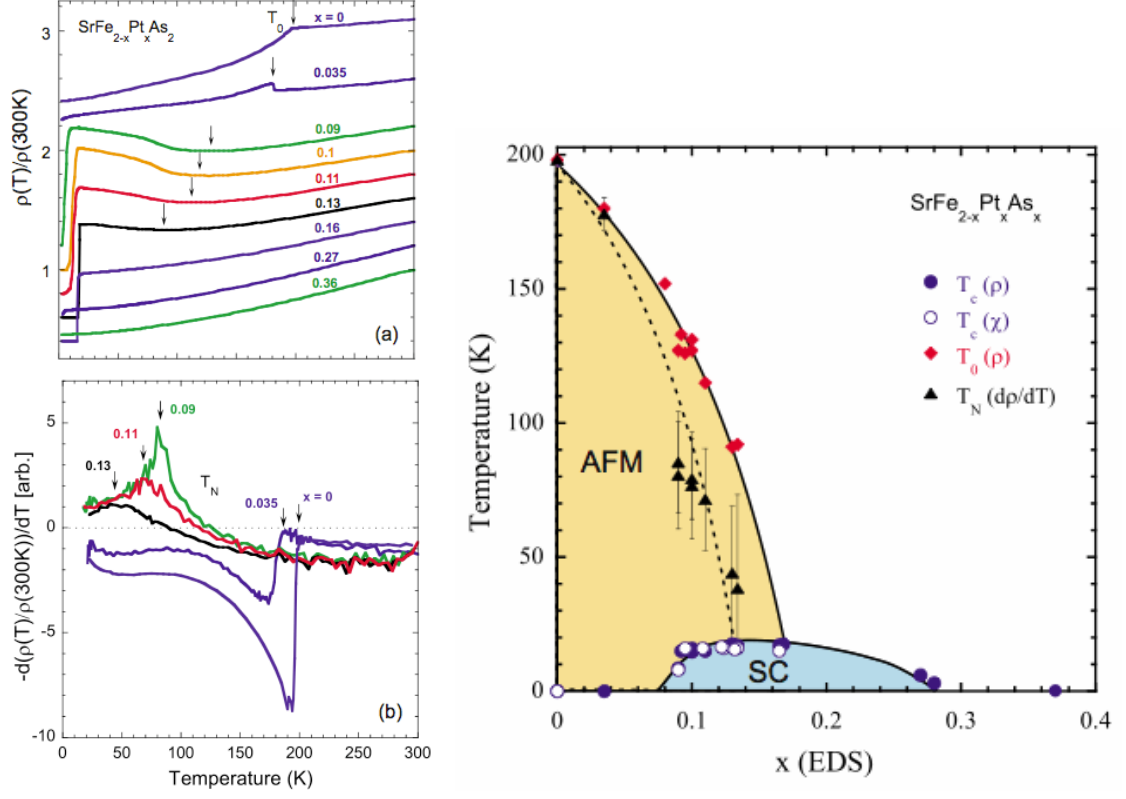 SrFe2-xPtxAs2
T0
x = 0
0.035
0.09
0.1
0.11
0.13
0.16
0.27
0.36
(a)
ρ(T)/ρ(300K)
3
2
1
0.09
0.11
0.13
TN
0.035
x = 0
(b)
-d(ρ(T)/ρ(300K))/dT [arb.]
5
0
-5
-10
0 50 100 150 200 250 300
Temperature (K)
SrFe2-xPtxAsx
Tc (ρ)
Tc (χ)
T0 (ρ)
TN (dρ/dT)
AFM
SC
Temperature (K)
200
150
100
50
0
0 0.1 0.2 0.3 0.4
x (EDS)